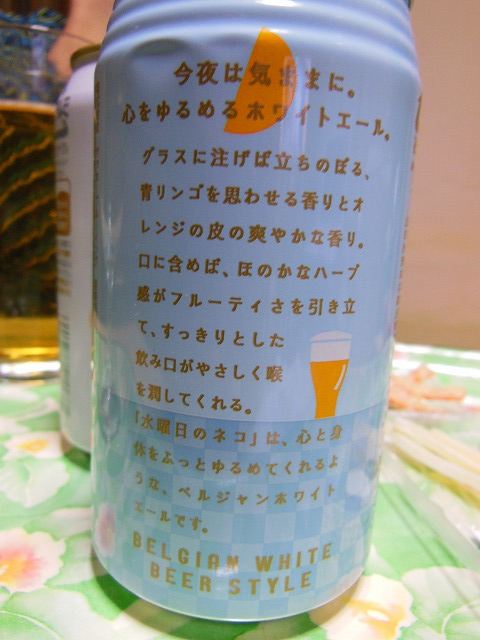 今夜は気ままに。
心をゆるめるホワイトエール。
グラスに注げば立ちのぼる、
青リンゴを思わせる香りとオ
レンジの皮の爽やかな香り。
口に含めば、ほのかなハーブ
感がフルーティさを引き立
て、すっきりとした
飲み口がやさしく喉
を潤してくれる。
「水曜日のネコ」は、心と身
体をふっとゆるめてくれるよ
うな、ベルジャンホワイト
エールです。
BELGIAN WHITE
BEER STYLE